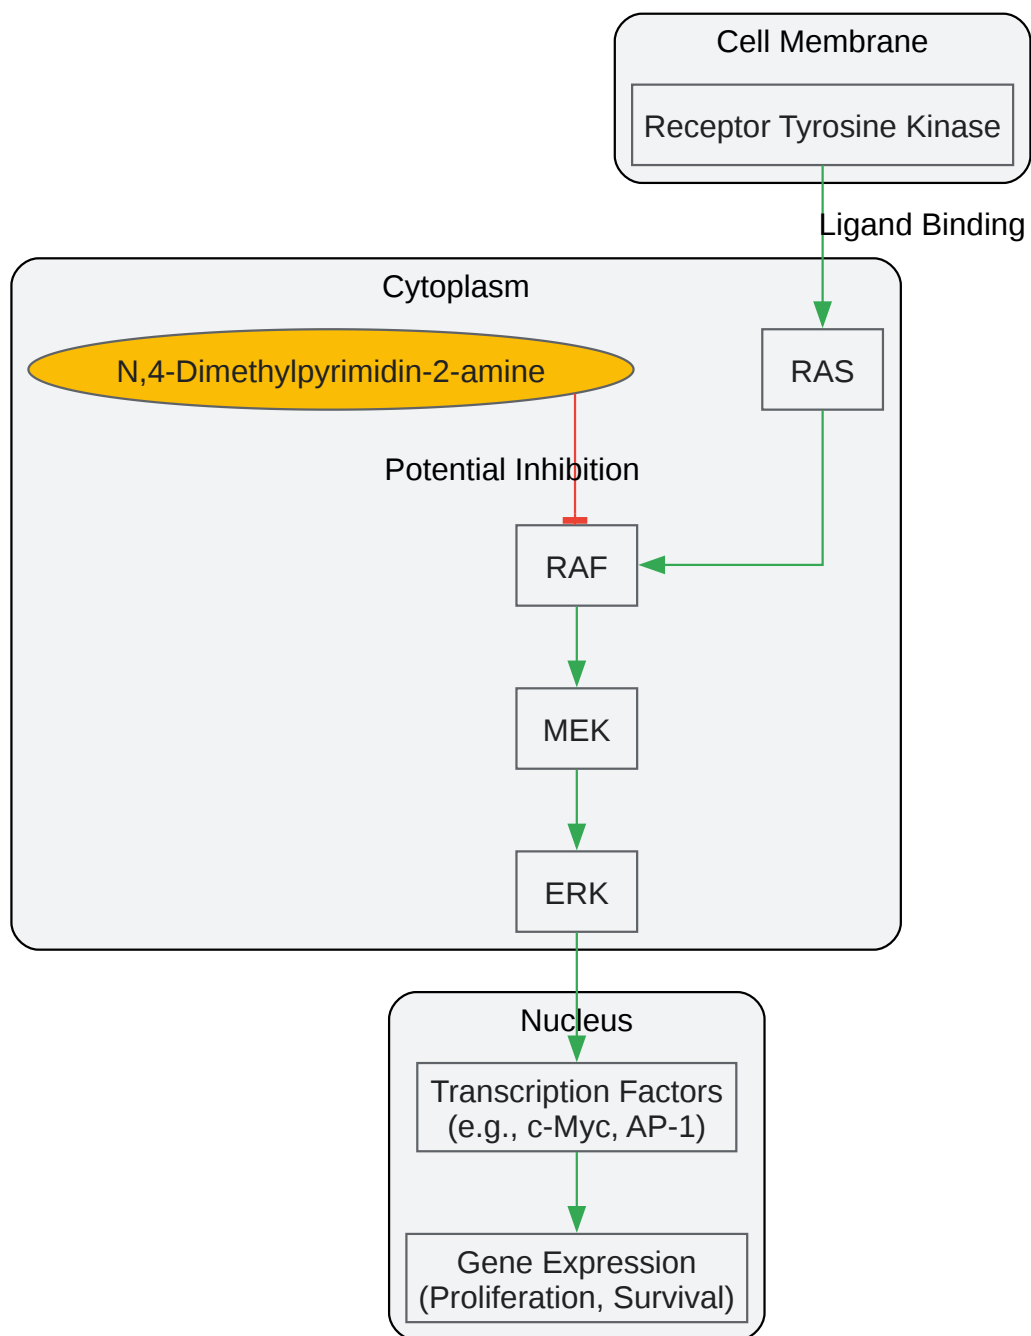 Cell Membrane
Receptor Tyrosine Kinase
Ligand Binding
Cytoplasm
N,4-Dimethylpyrimidin-2-amine
RAS
Potential Inhibition
RAF
MEK
ERK
Nucleus
Transcription Factors
(e.g., c-Myc, AP-1)
Gene Expression
(Proliferation, Survival)